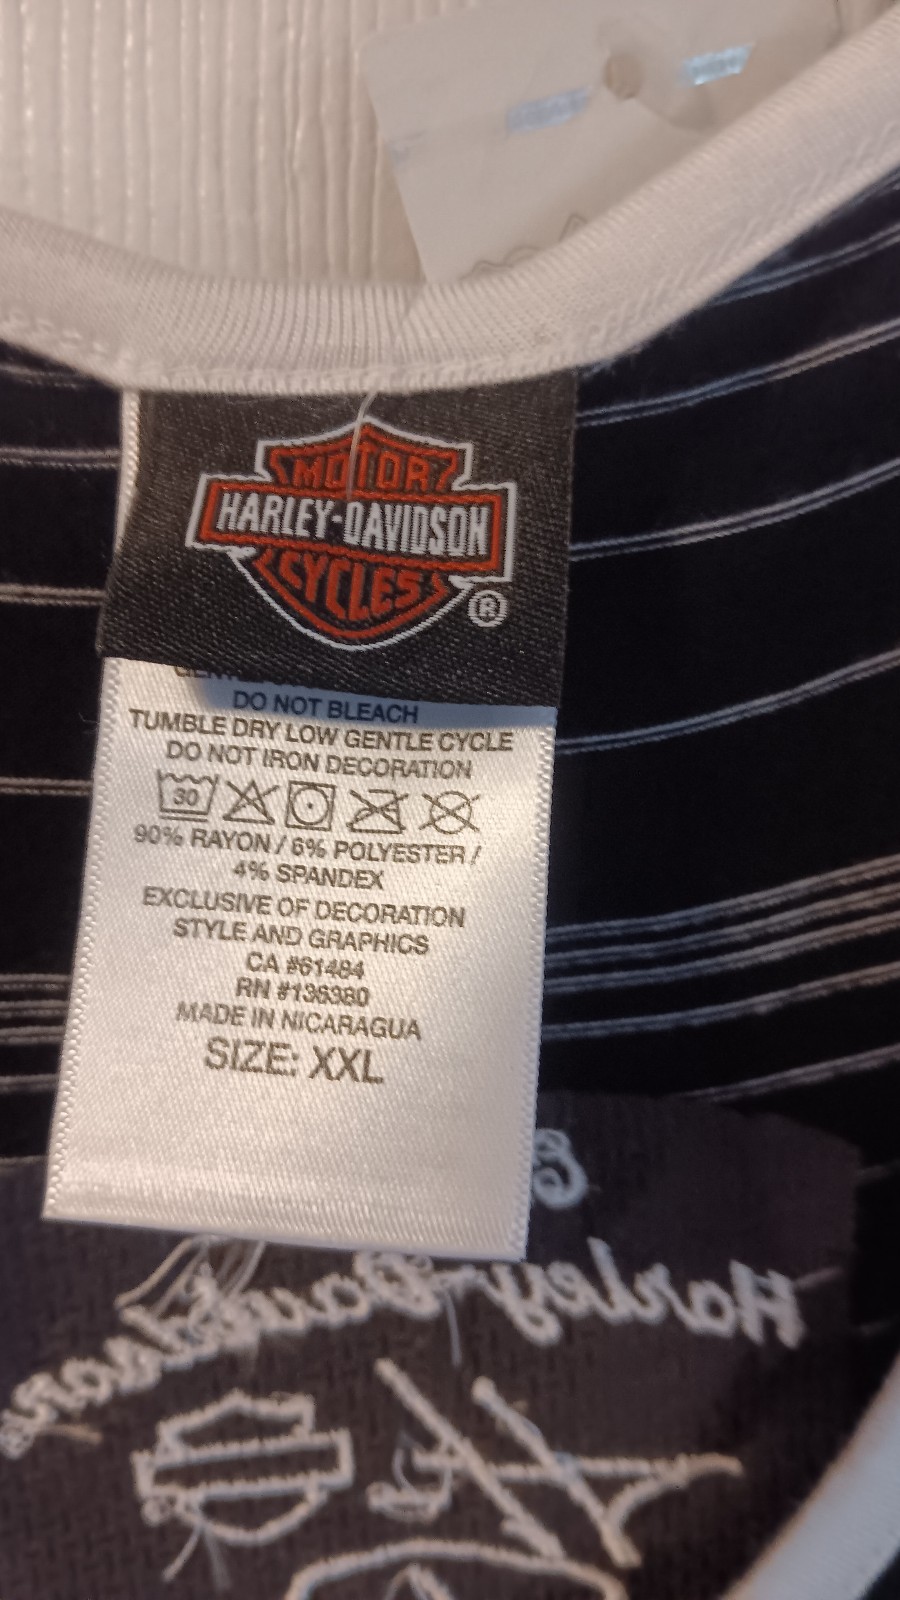 MOTOR
HARLEY-DAVIDSON
CYCLES
®
DO NOT BLEACH
TUMBLE DRY LOW GENTLE CYCLE
DO NOT IRON DECORATION
30
90% RAYON / 6% POLYESTER /
4% SPANDEX
EXCLUSIVE OF DECORATION
STYLE AND GRAPHICS
CA #61484
RN #136380
MADE IN NICARAGUA
SIZE: XXL
Harley-Davidson